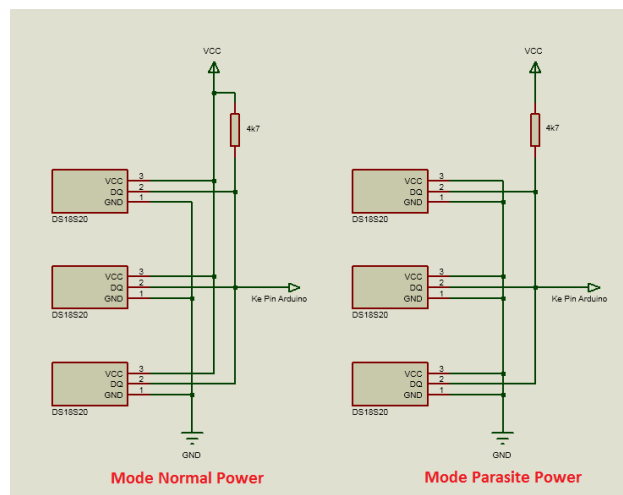 VCC
4k7
VCC 3
DQ 2
GND 1
DS18S20
VCC 3
DQ 2
GND 1
DS18S20
Ke Pin Arduino
VCC 3
DQ 2
GND 1
DS18S20
GND
Mode Normal Power
VCC
4k7
VCC 3
DQ 2
GND 1
DS18S20
VCC 3
DQ 2
GND 1
DS18S20
Ke Pin Arduino
VCC 3
DQ 2
GND 1
DS18S20
GND
Mode Parasite Power